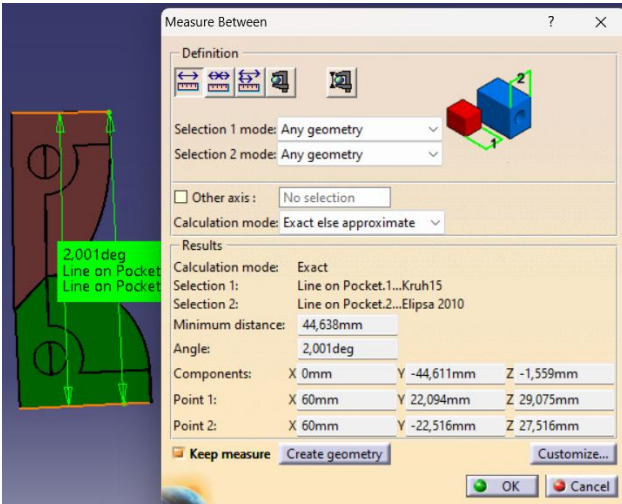 Measure Between ? ×
Definition
Selection 1 mode: Any geometry
Selection 2 mode: Any geometry
Other axis : No selection
Calculation mode: Exact else approximate
Results
Calculation mode: Exact
Selection 1: Line on Pocket.1...Kruh15
Selection 2: Line on Pocket.2...Elipsa 2010
Minimum distance: 44,638mm
Angle: 2,001deg
Components: X 0mm Y -44,611mm Z -1,559mm
Point 1: X 60mm Y 22,094mm Z 29,075mm
Point 2: X 60mm Y -22,516mm Z 27,516mm
Keep measure Create geometry Customize...
OK Cancel
2,001deg
Line on Pocket
Line on Pocket
1
2